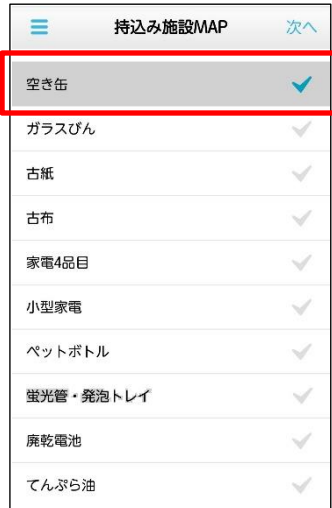 持込み施設MAP 次へ
空き缶
ガラスびん
古紙
古布
家電4品目
小型家電
ペットボトル
蛍光管・発泡トレイ
廃乾電池
てんぷら油